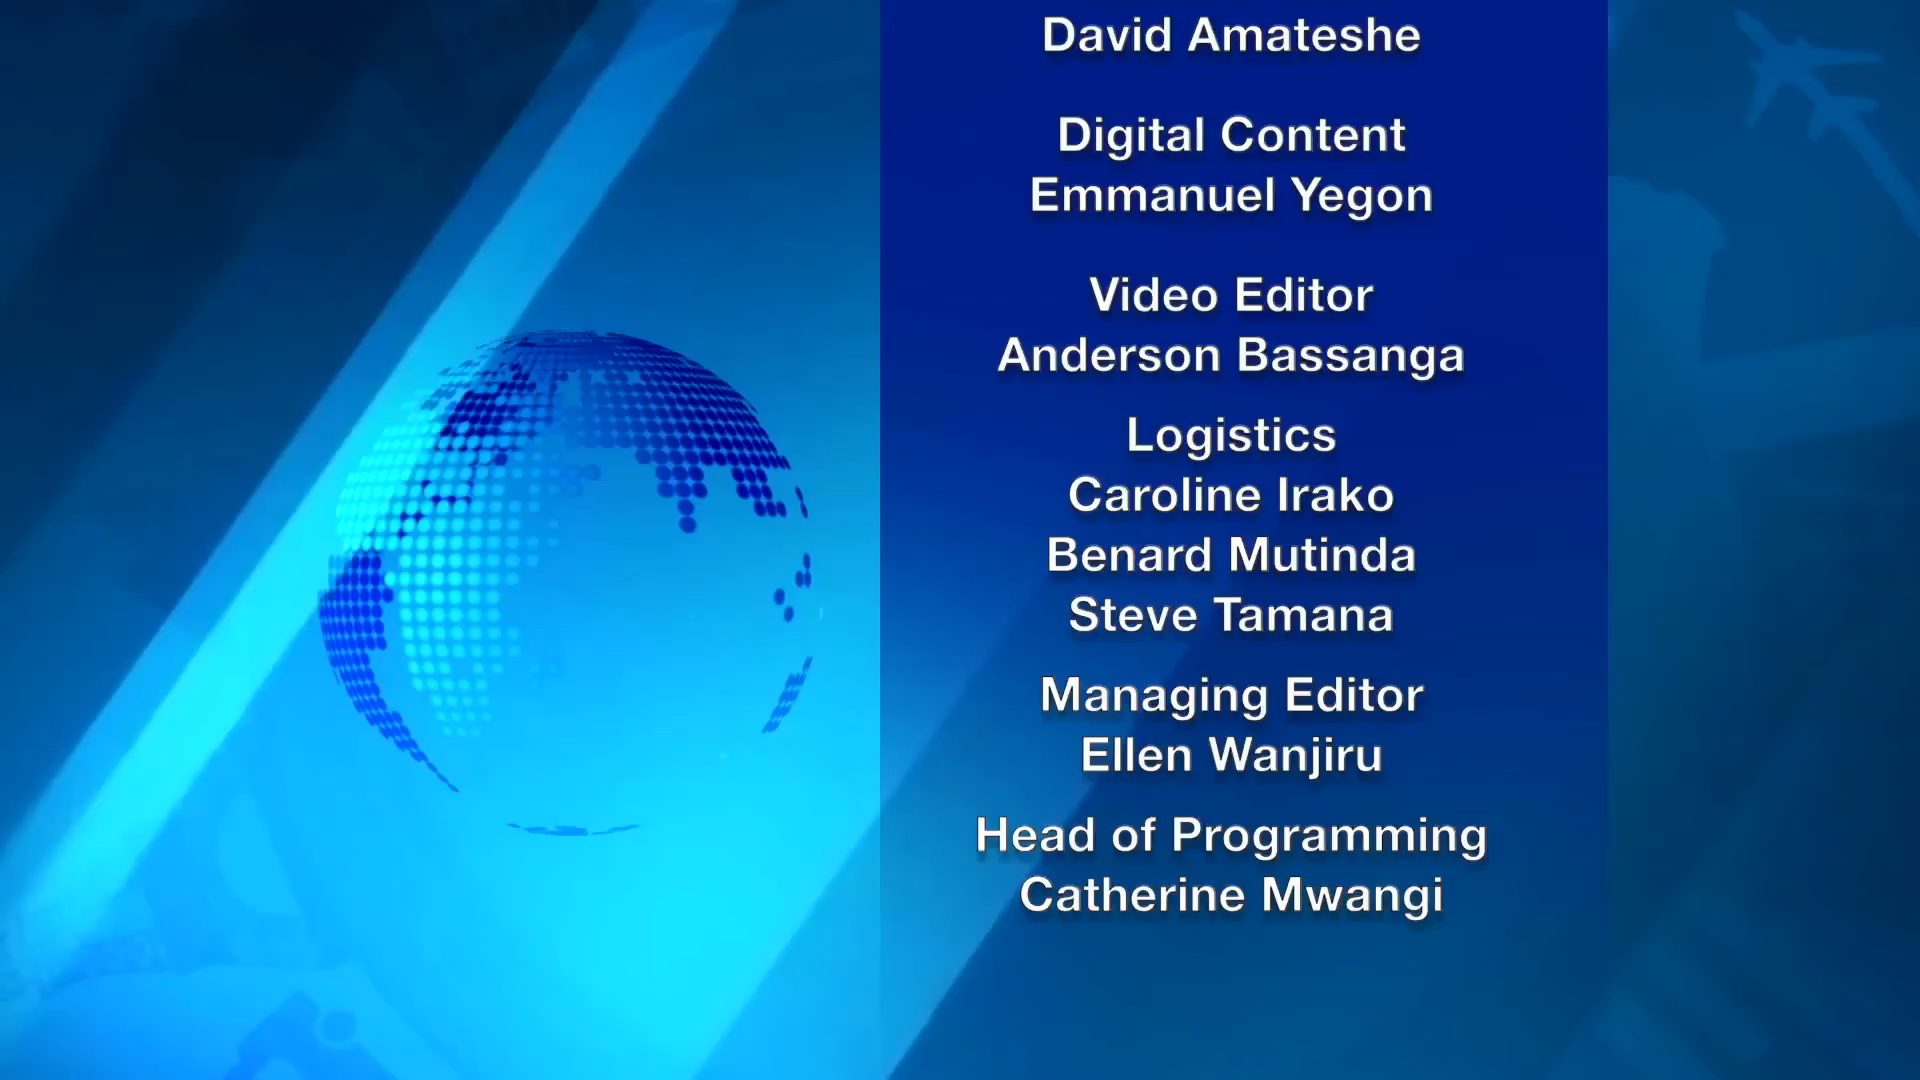 David Amateshe
Digital Content
Emmanuel Yegon
Video Editor
Anderson Bassanga
Logistics
Caroline Irako
Benard Mutinda
Steve Tamana
Managing Editor
Ellen Wanjiru
Head of Programming
Catherine Mwangi